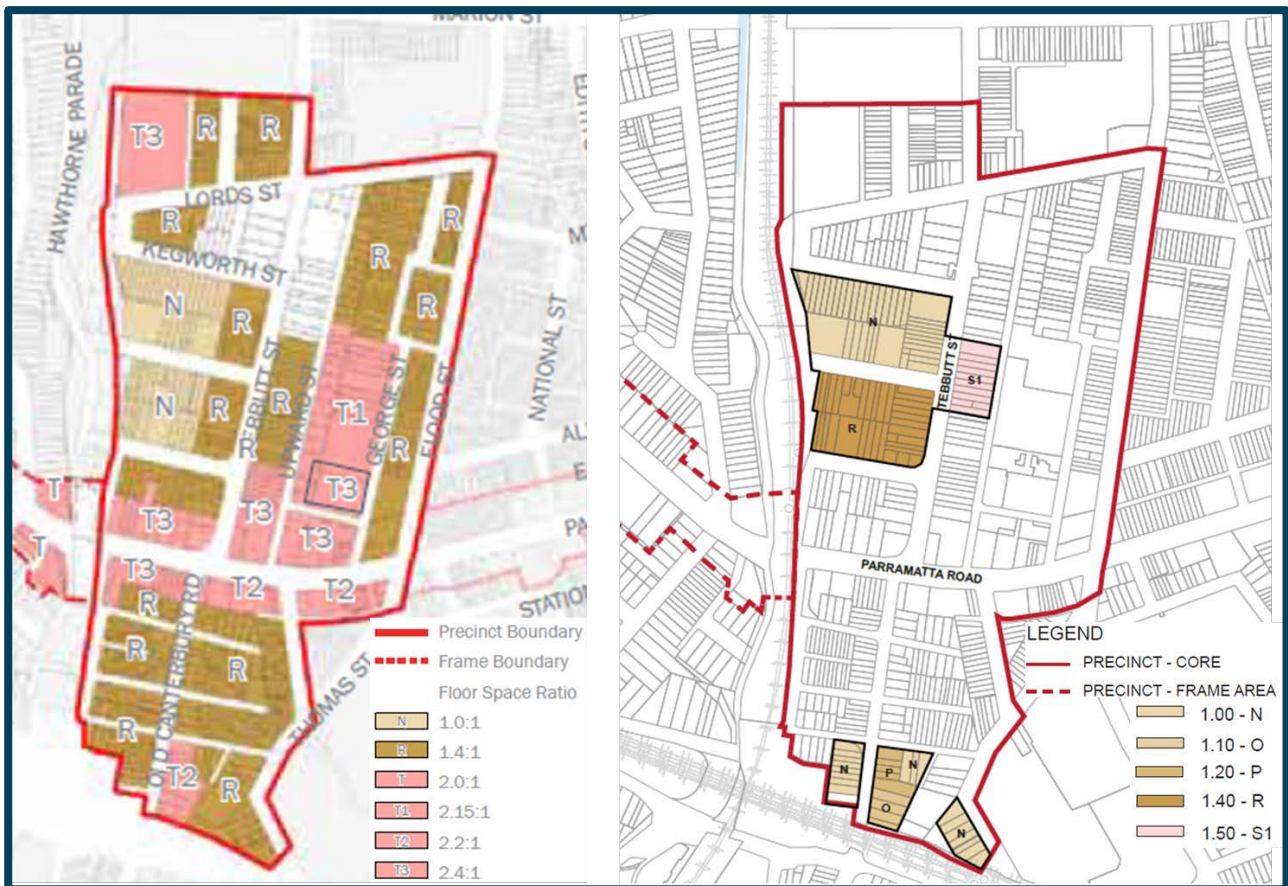 MARION ST
HAWTHORNE PARADE
T3
R
R
LORDS ST
R
R
R
KEGWORTH ST
N
R
R
TEBBUTT ST
UPWARD ST
R
T1
GEORGE ST
FLOOD ST
NATIONAL ST
N
R
R
R
T3
T3
T3
T3
T
T
T3
T2
T2
R
R
R
OLD CANTERBURY RD
THOMAS ST
R
T2
R
Precinct Boundary
Frame Boundary
Floor Space Ratio
N 1.0:1
R 1.4:1
T 2.0:1
T1 2.15:1
T2 2.2:1
T3 2.4:1
N
TEBBUTT ST
S1
R
PARRAMATTA ROAD
N
P
N
O
N
LEGEND
PRECINCT - CORE
PRECINCT - FRAME AREA
1.00 - N
1.10 - O
1.20 - P
1.40 - R
1.50 - S1